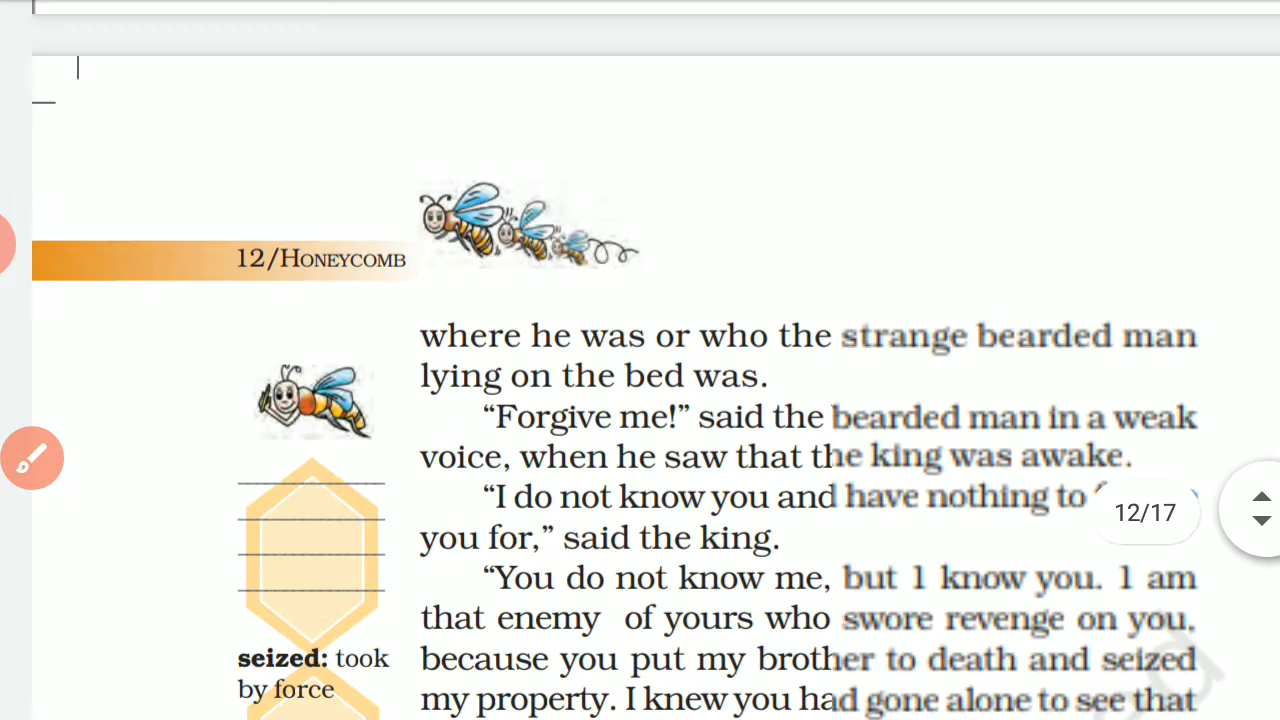 12/HONEYCOMB
where he was or who the strange bearded man
lying on the bed was.
“Forgive me!” said the bearded man in a weak
voice, when he saw that the king was awake.
“I do not know you and have nothing to
12/17
you for,” said the king.
“You do not know me, but I know you. I am
that enemy of yours who swore revenge on you,
because you put my brother to death and seized
my property. I knew you had gone alone to see that
seized: took
by force